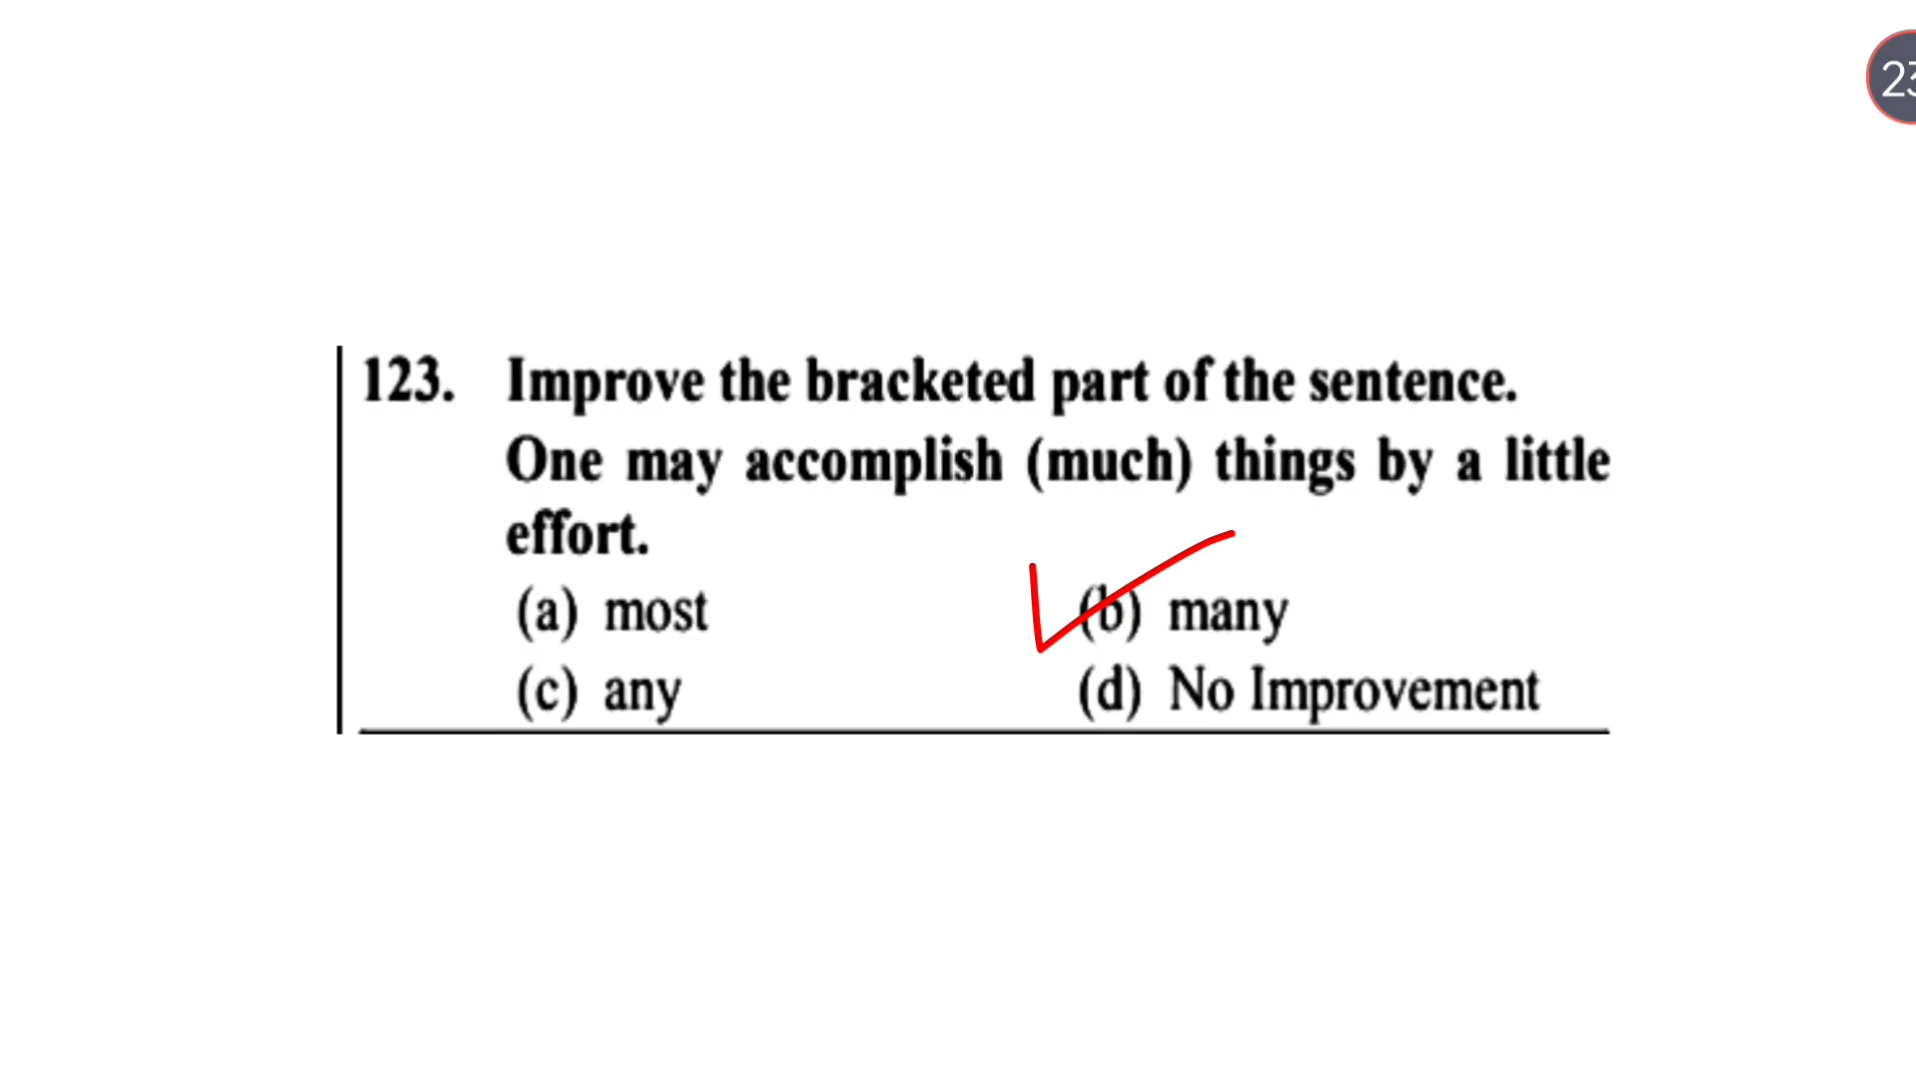 123. Improve the bracketed part of the sentence.
One may accomplish (much) things by a little
effort.
(a) most (b) many
(c) any (d) No Improvement